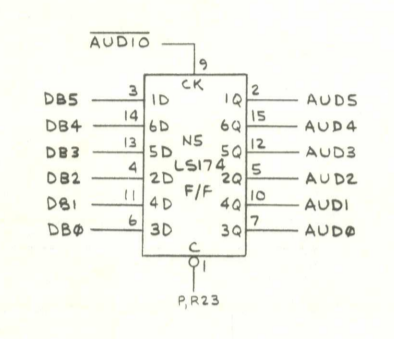 AUDIO
9
CK
DB5 3 1D 1Q 2 AUD5
DB4 14 6D 6Q 15 AUD4
DB3 13 5D N5 5Q 12 AUD3
DB2 4 2D LS174 2Q 5 AUD2
DB1 11 4D F/F 4Q 10 AUD1
DBØ 6 3D 3Q 7 AUDØ
C
1
P,R23